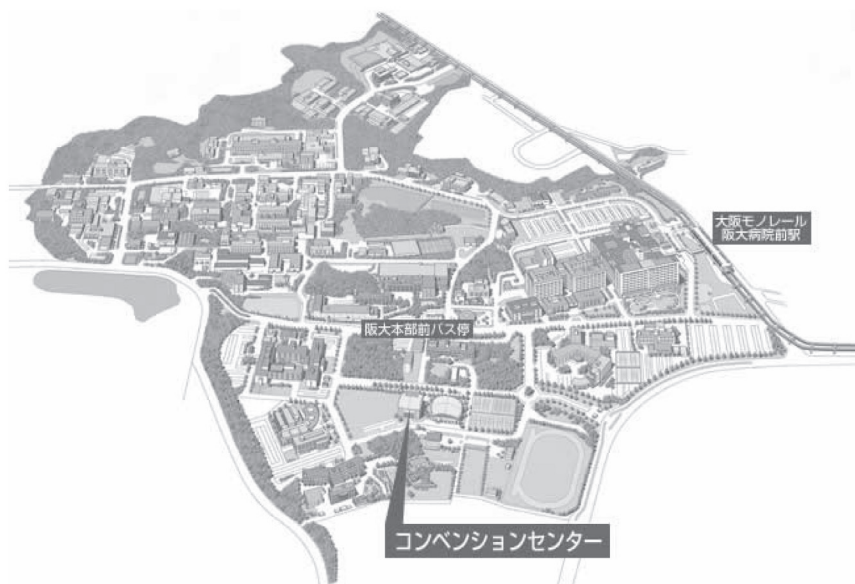 大阪モノレール
阪大病院前駅
阪大本部前バス停
コンベンションセンター